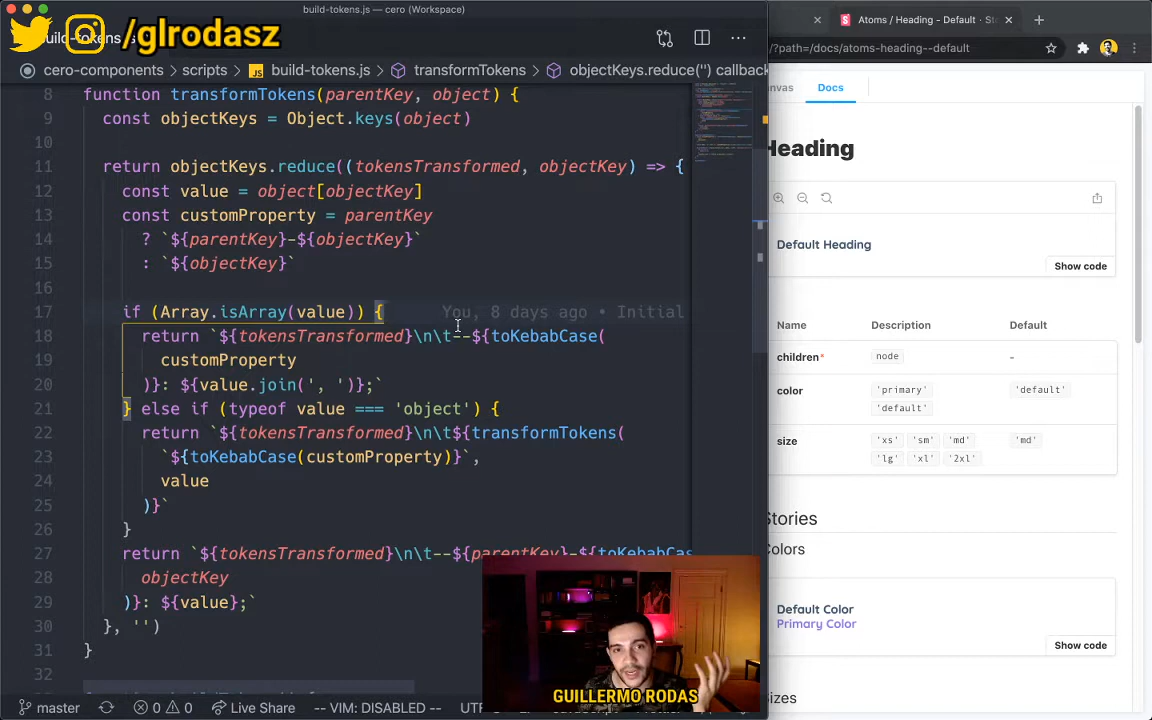 build-tokens.js — cero (Workspace)
/glrodasz
cero-components › scripts › JS build-tokens.js › transformTokens › objectKeys.reduce('') callback
8 function transformTokens(parentKey, object) {
9 const objectKeys = Object.keys(object)
10
11 return objectKeys.reduce((tokensTransformed, objectKey) => {
12 const value = object[objectKey]
13 const customProperty = parentKey
14 ? `${parentKey}-${objectKey}`
15 : `${objectKey}`
16
17 if (Array.isArray(value)) { You, 8 days ago • Initial
18 return `${tokensTransformed}\n\t--${toKebabCase(
19 customProperty
20 )}: ${value.join(', ')};`
21 } else if (typeof value === 'object') {
22 return `${tokensTransformed}\n\t${transformTokens(
23 `${toKebabCase(customProperty)}`,
24 value
25 )}`
26 }
27 return `${tokensTransformed}\n\t--${parentKey}-${toKebabCas
28 objectKey
29 )}: ${value};`
30 }, '')
31 }
32
master 0 0 Live Share -- VIM: DISABLED --
GUILLERMO RODAS
Atoms / Heading - Default · St
/?path=/docs/atoms-heading--default
nvas Docs
Heading
Default Heading
Show code
Name Description Default
children* node -
color 'primary' 'default'
'default'
size 'xs' 'sm' 'md' 'md'
'lg' 'xl' '2xl'
Stories
Colors
Default Color
Primary Color
Show code
Sizes